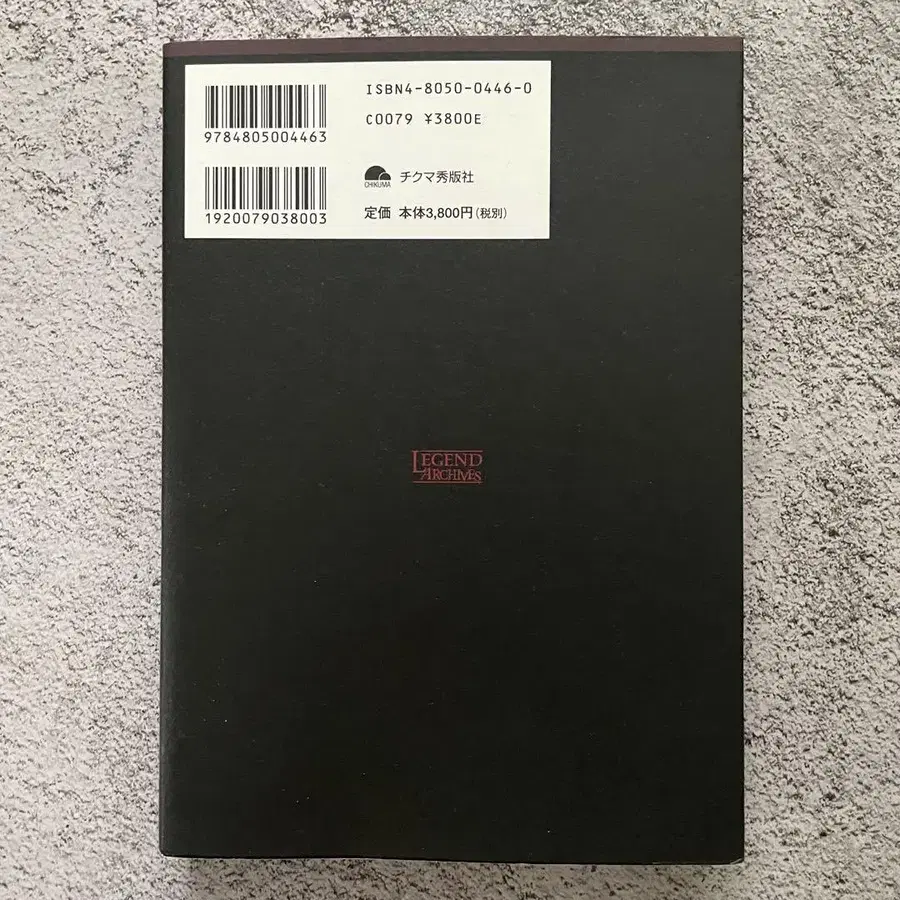 ISBN4-8050-0446-0
C0079 ¥3800E
9784805004463
CHIKUMA
チクマ秀版社
1920079038003
定価 本体3,800円(税別)
LEGEND
ARCHIVES